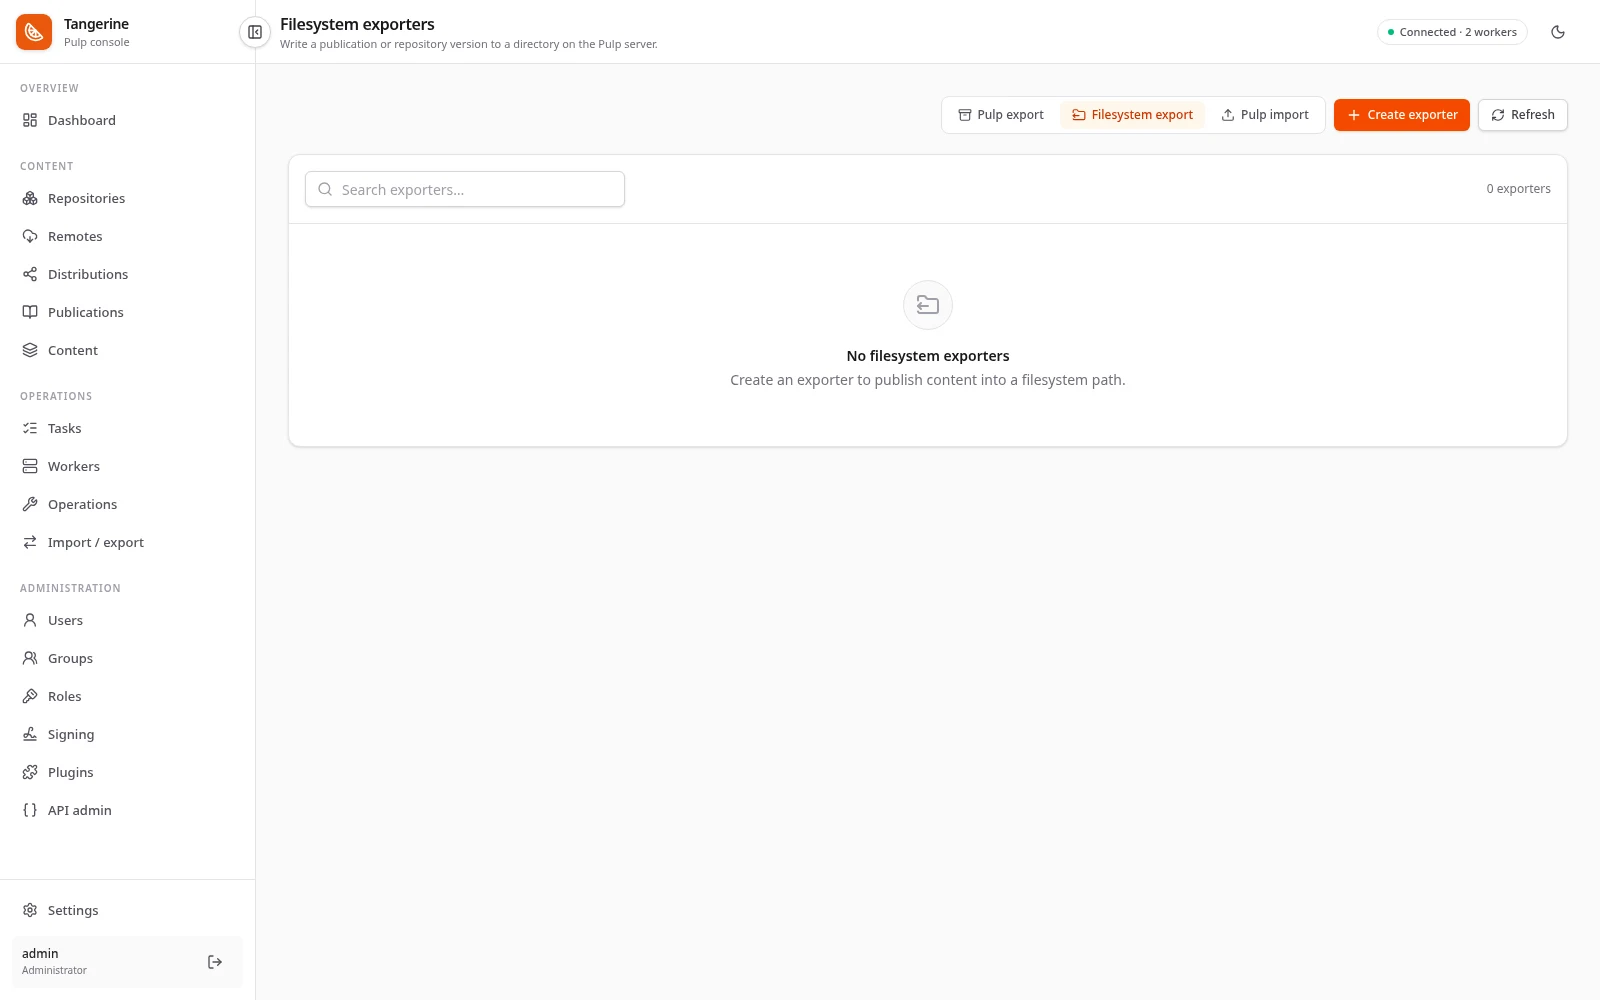 Tangerine
Pulp console
Filesystem exporters
Write a publication or repository version to a directory on the Pulp server.
Connected · 2 workers
OVERVIEW
Dashboard
CONTENT
Repositories
Remotes
Distributions
Publications
Content
OPERATIONS
Tasks
Workers
Operations
Import / export
ADMINISTRATION
Users
Groups
Roles
Signing
Plugins
API admin
Settings
admin
Administrator
Pulp export
Filesystem export
Pulp import
Create exporter
Refresh
Search exporters...
0 exporters
No filesystem exporters
Create an exporter to publish content into a filesystem path.